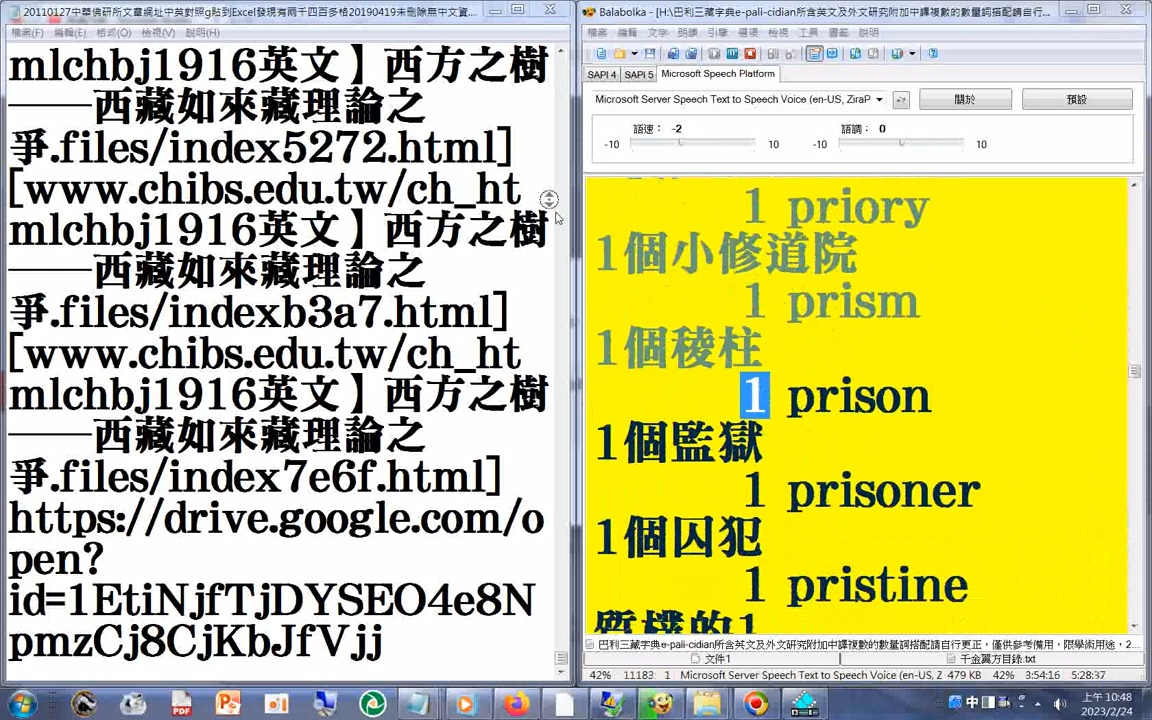 20110127中華佛研所文章網址中英對照g貼到Excel發現有兩千四百多格20190419未刪除無中文資...
檔案(F) 編輯(E) 格式(O) 檢視(V) 說明(H)
mlchbj1916英文】西方之樹
——西藏如來藏理論之
爭.files/index5272.html]
[www.chibs.edu.tw/ch_ht
mlchbj1916英文】西方之樹
——西藏如來藏理論之
爭.files/indexb3a7.html]
[www.chibs.edu.tw/ch_ht
mlchbj1916英文】西方之樹
——西藏如來藏理論之
爭.files/index7e6f.html]
https://drive.google.com/o
pen?
id=1EtiNjfTjDYSEO4e8N
pmzCj8CjKbJfVjj
Balabolka - [H:\巴利三藏字典e-pali-cidian所含英文及外文研究附加中譯複數的數量詞搭配請自行...
檔案 編輯 文字 朗讀 引擎 選項 檢視 工具 書籤 說明
SAPI 4 SAPI 5 Microsoft Speech Platform
Microsoft Server Speech Text to Speech Voice (en-US, ZiraP
+? 關於 預設
語速： -2 語調： 0
-10 10 -10 10
1 priory
1個小修道院
1 prism
1個稜柱
1 prison
1個監獄
1 prisoner
1個囚犯
1 pristine
質樸的1
巴利三藏字典e-pali-cidian所含英文及外文研究附加中譯複數的數量詞搭配請自行更正，僅供參考備用，限學術用途，2...
文件1 千金翼方目錄.txt
42% 11183: 1 Microsoft Server Speech Text to Speech V 479 KB 42% 3:54:16 5:28:37
中
上午 10:48
2023/2/24